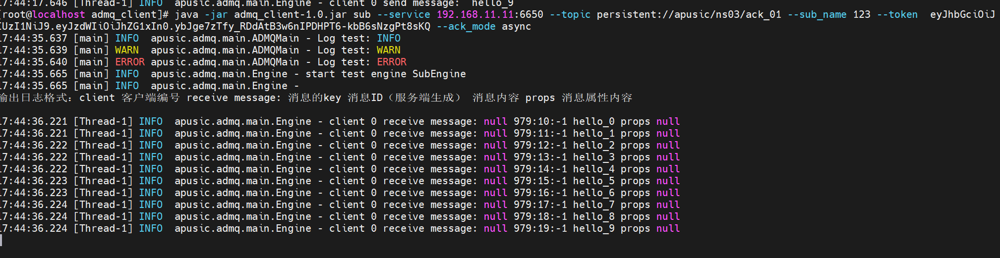 17:44:17.646 [Thread-1] INFO  apusic.admq.main.Engine - client 0 send message:  hello_9
[root@localhost admq_client]# java -jar admq_client-1.0.jar sub --service 192.168.11.11:6650 --topic persistent://apusic/ns03/ack_01 --sub_name 123 --token  eyJhbGciOiJ
IUzI1NiJ9.eyJzdWIiOiJhZG1xIn0.ybJge7zTfy_RDdAtB3w6nIPDHPT6-kbB6sNzgPt8sKQ --ack_mode async
17:44:35.637 [main] INFO  apusic.admq.main.ADMQMain - Log test: INFO
17:44:35.639 [main] WARN  apusic.admq.main.ADMQMain - Log test: WARN
17:44:35.640 [main] ERROR apusic.admq.main.ADMQMain - Log test: ERROR
17:44:35.665 [main] INFO  apusic.admq.main.Engine - start test engine SubEngine
17:44:35.665 [main] INFO  apusic.admq.main.Engine -
输出日志格式：client 客户端编号 receive message: 消息的key 消息ID（服务端生成） 消息内容 props 消息属性内容
17:44:36.221 [Thread-1] INFO  apusic.admq.main.Engine - client 0 receive message: null 979:10:-1 hello_0 props null
17:44:36.221 [Thread-1] INFO  apusic.admq.main.Engine - client 0 receive message: null 979:11:-1 hello_1 props null
17:44:36.222 [Thread-1] INFO  apusic.admq.main.Engine - client 0 receive message: null 979:12:-1 hello_2 props null
17:44:36.222 [Thread-1] INFO  apusic.admq.main.Engine - client 0 receive message: null 979:13:-1 hello_3 props null
17:44:36.222 [Thread-1] INFO  apusic.admq.main.Engine - client 0 receive message: null 979:14:-1 hello_4 props null
17:44:36.223 [Thread-1] INFO  apusic.admq.main.Engine - client 0 receive message: null 979:15:-1 hello_5 props null
17:44:36.223 [Thread-1] INFO  apusic.admq.main.Engine - client 0 receive message: null 979:16:-1 hello_6 props null
17:44:36.224 [Thread-1] INFO  apusic.admq.main.Engine - client 0 receive message: null 979:17:-1 hello_7 props null
17:44:36.224 [Thread-1] INFO  apusic.admq.main.Engine - client 0 receive message: null 979:18:-1 hello_8 props null
17:44:36.224 [Thread-1] INFO  apusic.admq.main.Engine - client 0 receive message: null 979:19:-1 hello_9 props null